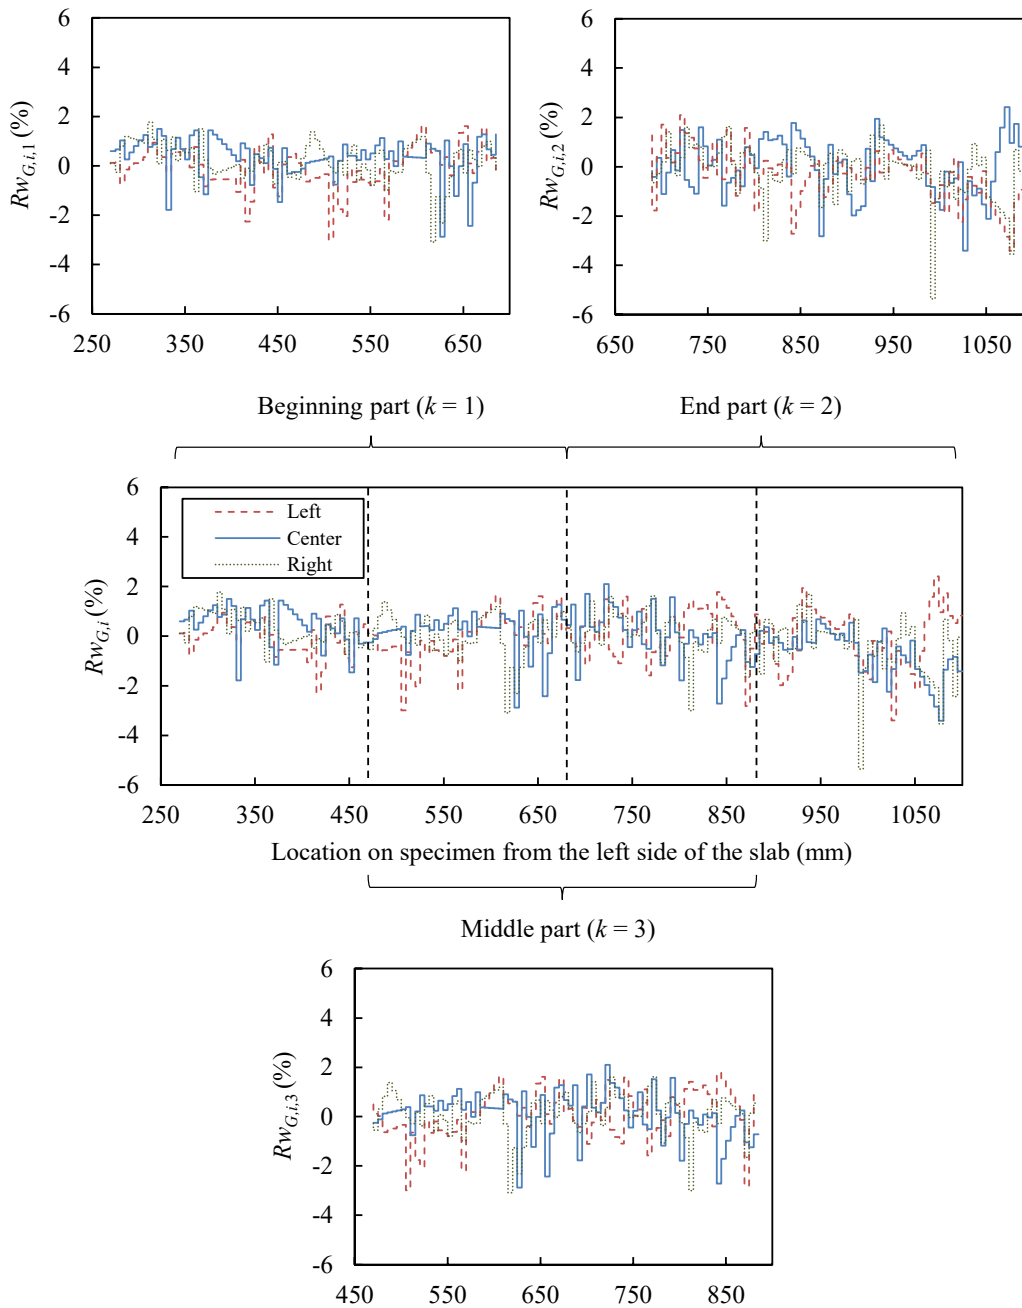 6
4
2
0
-2
-4
-6
Rw_G,i,1 (%)
250 350 450 550 650
6
4
2
0
-2
-4
-6
Rw_G,i,2 (%)
650 750 850 950 1050
Beginning part (k = 1)
End part (k = 2)
6
4
2
0
-2
-4
-6
Rw_G,i (%)
Left
Center
Right
250 350 450 550 650 750 850 950 1050
Location on specimen from the left side of the slab (mm)
Middle part (k = 3)
6
4
2
0
-2
-4
-6
Rw_G,i,3 (%)
450 550 650 750 850